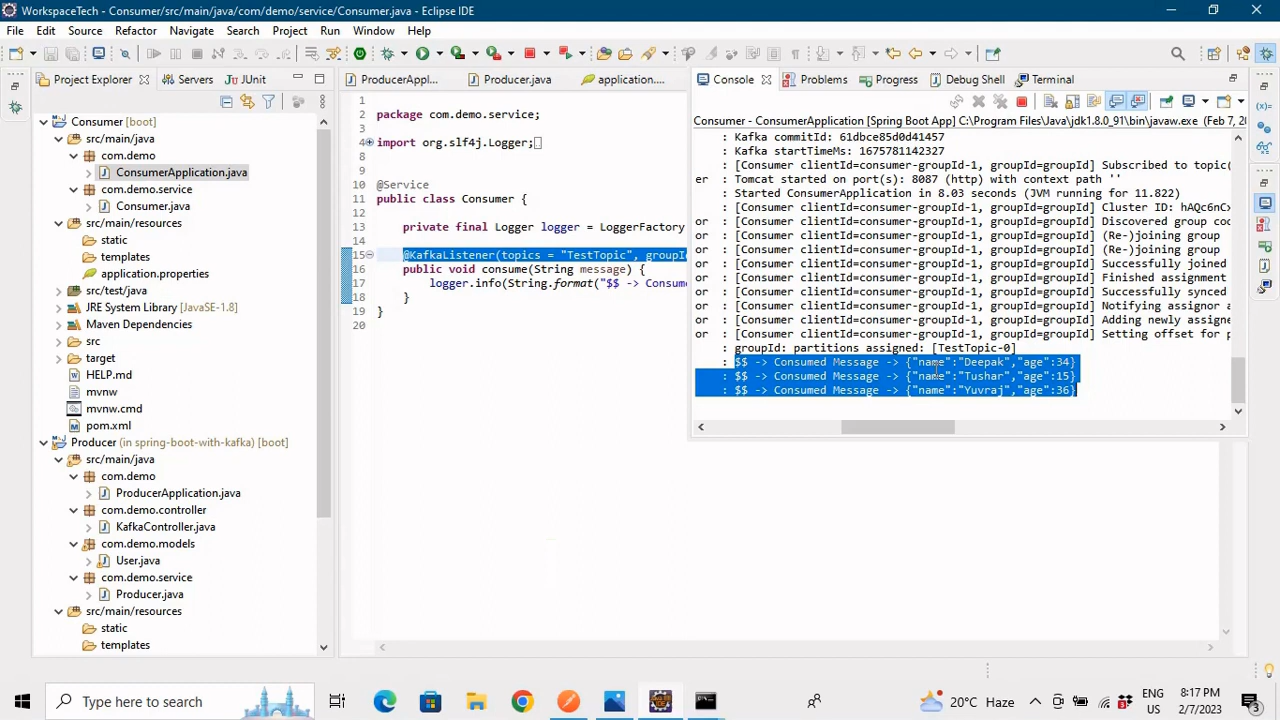 WorkspaceTech - Consumer/src/main/java/com/demo/service/Consumer.java - Eclipse IDE
File Edit Source Refactor Navigate Search Project Run Window Help
Project Explorer Servers JUnit
Consumer [boot]
src/main/java
com.demo
ConsumerApplication.java
com.demo.service
Consumer.java
src/main/resources
static
templates
application.properties
src/test/java
JRE System Library [JavaSE-1.8]
Maven Dependencies
src
target
HELP.md
mvnw
mvnw.cmd
pom.xml
Producer (in spring-boot-with-kafka) [boot]
src/main/java
com.demo
ProducerApplication.java
com.demo.controller
KafkaController.java
com.demo.models
User.java
com.demo.service
Producer.java
src/main/resources
static
templates
ProducerAppl... Producer.java application....
1
2 package com.demo.service;
3
4 import org.slf4j.Logger;
9
10 @Service
11 public class Consumer {
12
13 private final Logger logger = LoggerFactory
14
15 @KafkaListener(topics = "TestTopic", groupI
16 public void consume(String message) {
17 logger.info(String.format("$$ -> Consume
18 }
19 }
20
Console Problems Progress Debug Shell Terminal
Consumer - ConsumerApplication [Spring Boot App] C:\Program Files\Java\jdk1.8.0_91\bin\javaw.exe (Feb 7, 20
: Kafka commitId: 61dbce85d0d41457
: Kafka startTimeMs: 1675781142327
: [Consumer clientId=consumer-groupId-1, groupId=groupId] Subscribed to topic(
er : Tomcat started on port(s): 8087 (http) with context path ''
: Started ConsumerApplication in 8.03 seconds (JVM running for 11.822)
: [Consumer clientId=consumer-groupId-1, groupId=groupId] Cluster ID: hAQc6nCx
or : [Consumer clientId=consumer-groupId-1, groupId=groupId] Discovered group coo
or : [Consumer clientId=consumer-groupId-1, groupId=groupId] (Re-)joining group
or : [Consumer clientId=consumer-groupId-1, groupId=groupId] (Re-)joining group
or : [Consumer clientId=consumer-groupId-1, groupId=groupId] Successfully joined
or : [Consumer clientId=consumer-groupId-1, groupId=groupId] Finished assignment
or : [Consumer clientId=consumer-groupId-1, groupId=groupId] Successfully synced
or : [Consumer clientId=consumer-groupId-1, groupId=groupId] Notifying assignor a
or : [Consumer clientId=consumer-groupId-1, groupId=groupId] Adding newly assigne
or : [Consumer clientId=consumer-groupId-1, groupId=groupId] Setting offset for p
: groupId: partitions assigned: [TestTopic-0]
: $$ -> Consumed Message -> {"name":"Deepak","age":34}
: $$ -> Consumed Message -> {"name":"Tushar","age":15}
: $$ -> Consumed Message -> {"name":"Yuvraj","age":36}
Type here to search
20°C Haze
ENG
US
8:17 PM
2/7/2023
3